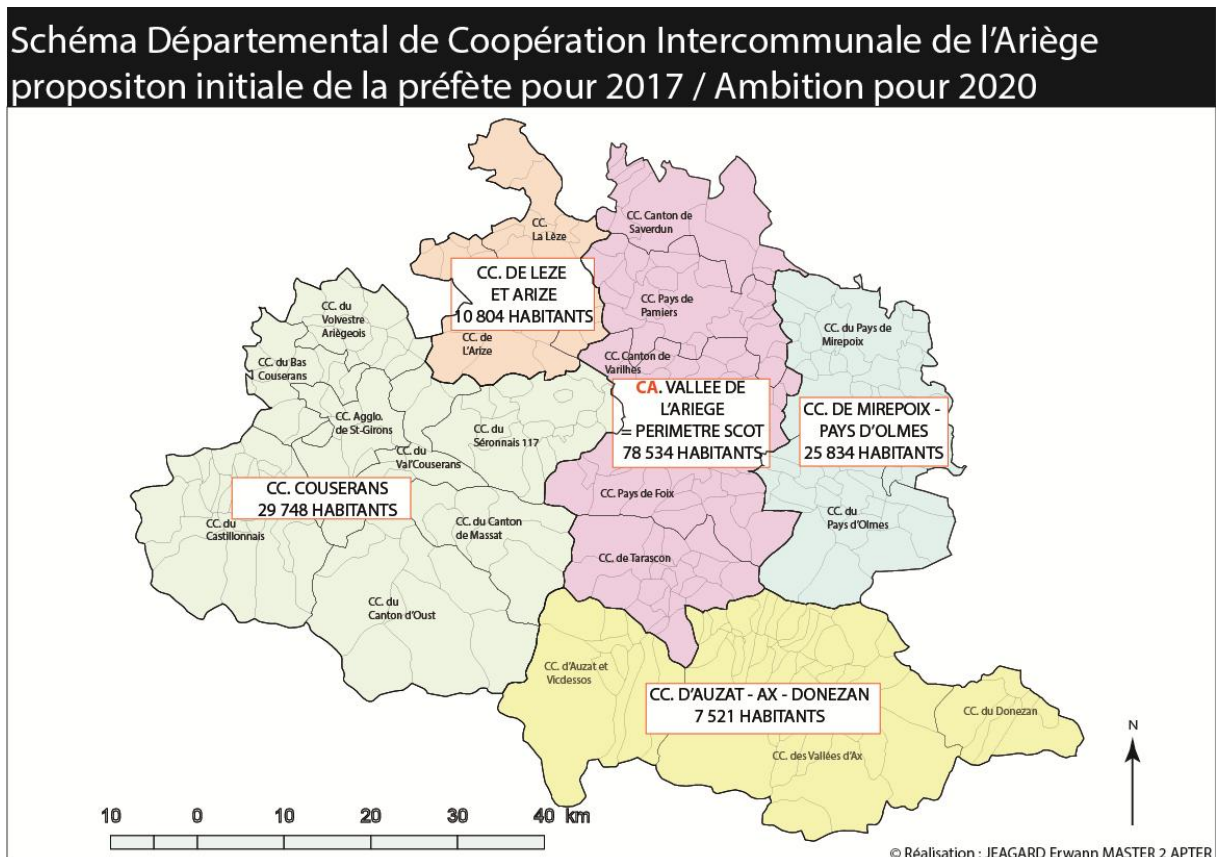 Schéma Départemental de Coopération Intercommunale de l'Ariège
propositon initiale de la préfète pour 2017 / Ambition pour 2020
CC.
La Lèze
CC. Canton de
Saverdun
CC. DE LEZE
ET ARIZE
10 804 HABITANTS
CC. Pays de
Pamiers
CC. du
Volvestre
Ariègeois
CC. du Pays de
Mirepoix
CC. de
L'Arize
CC. Canton de
Varilhes
CC. du Bas
Couserans
CA. VALLEE DE
L'ARIEGE
= PERIMETRE SCOT
78 534 HABITANTS
CC. DE MIREPOIX -
PAYS D'OLMES
25 834 HABITANTS
CC. Agglo.
de St-Girons
CC. du
Séronnais 117
CC. du
Val'Couserans
CC. COUSERANS
29 748 HABITANTS
CC. Pays de Foix
CC. du
Castillonnais
CC. du Canton
de Massat
CC. du
Pays d'Olmes
CC. de Tarascon
CC. du
Canton d'Oust
CC. d'Auzat et
Vicdessos
CC. D'AUZAT - AX - DONEZAN
7 521 HABITANTS
CC. du Donezan
CC. des Vallées d'Ax
N
10 0 10 20 30 40 km
© Réalisation : JEAGARD Erwann MASTER 2 APTER